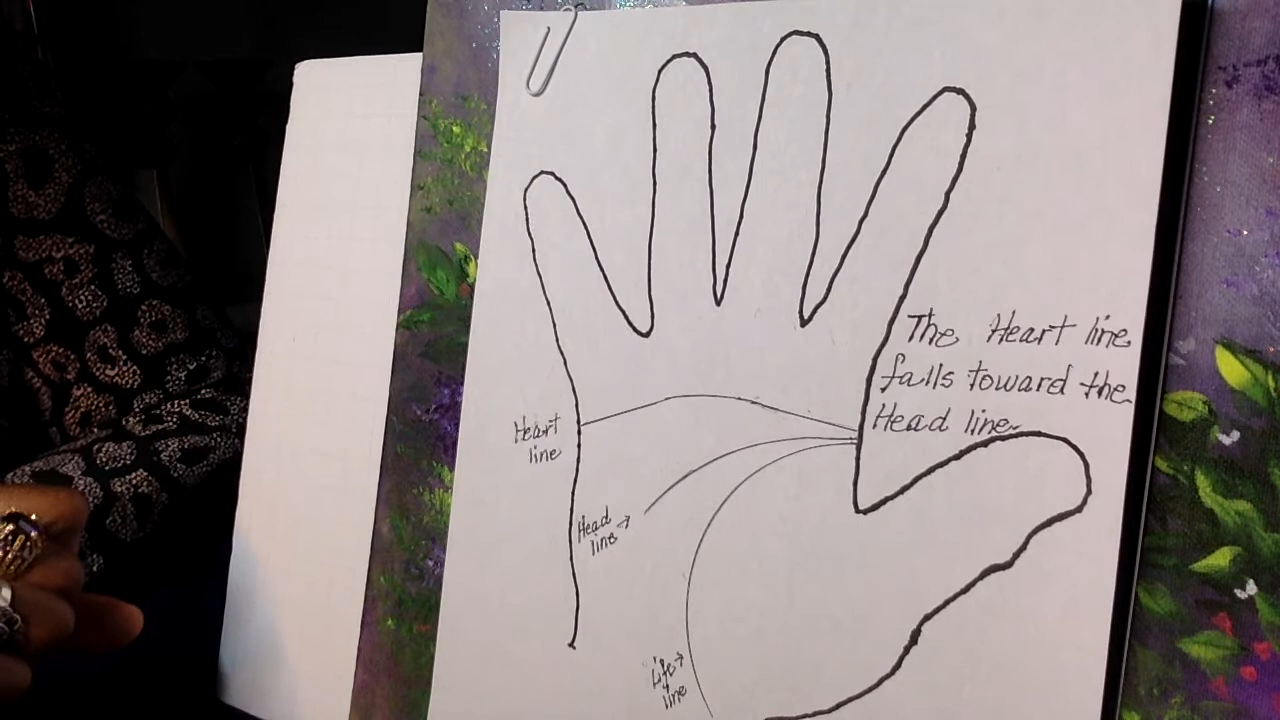 The Heart line
falls toward the
Head line
Heart
line
Head
line
Life
line